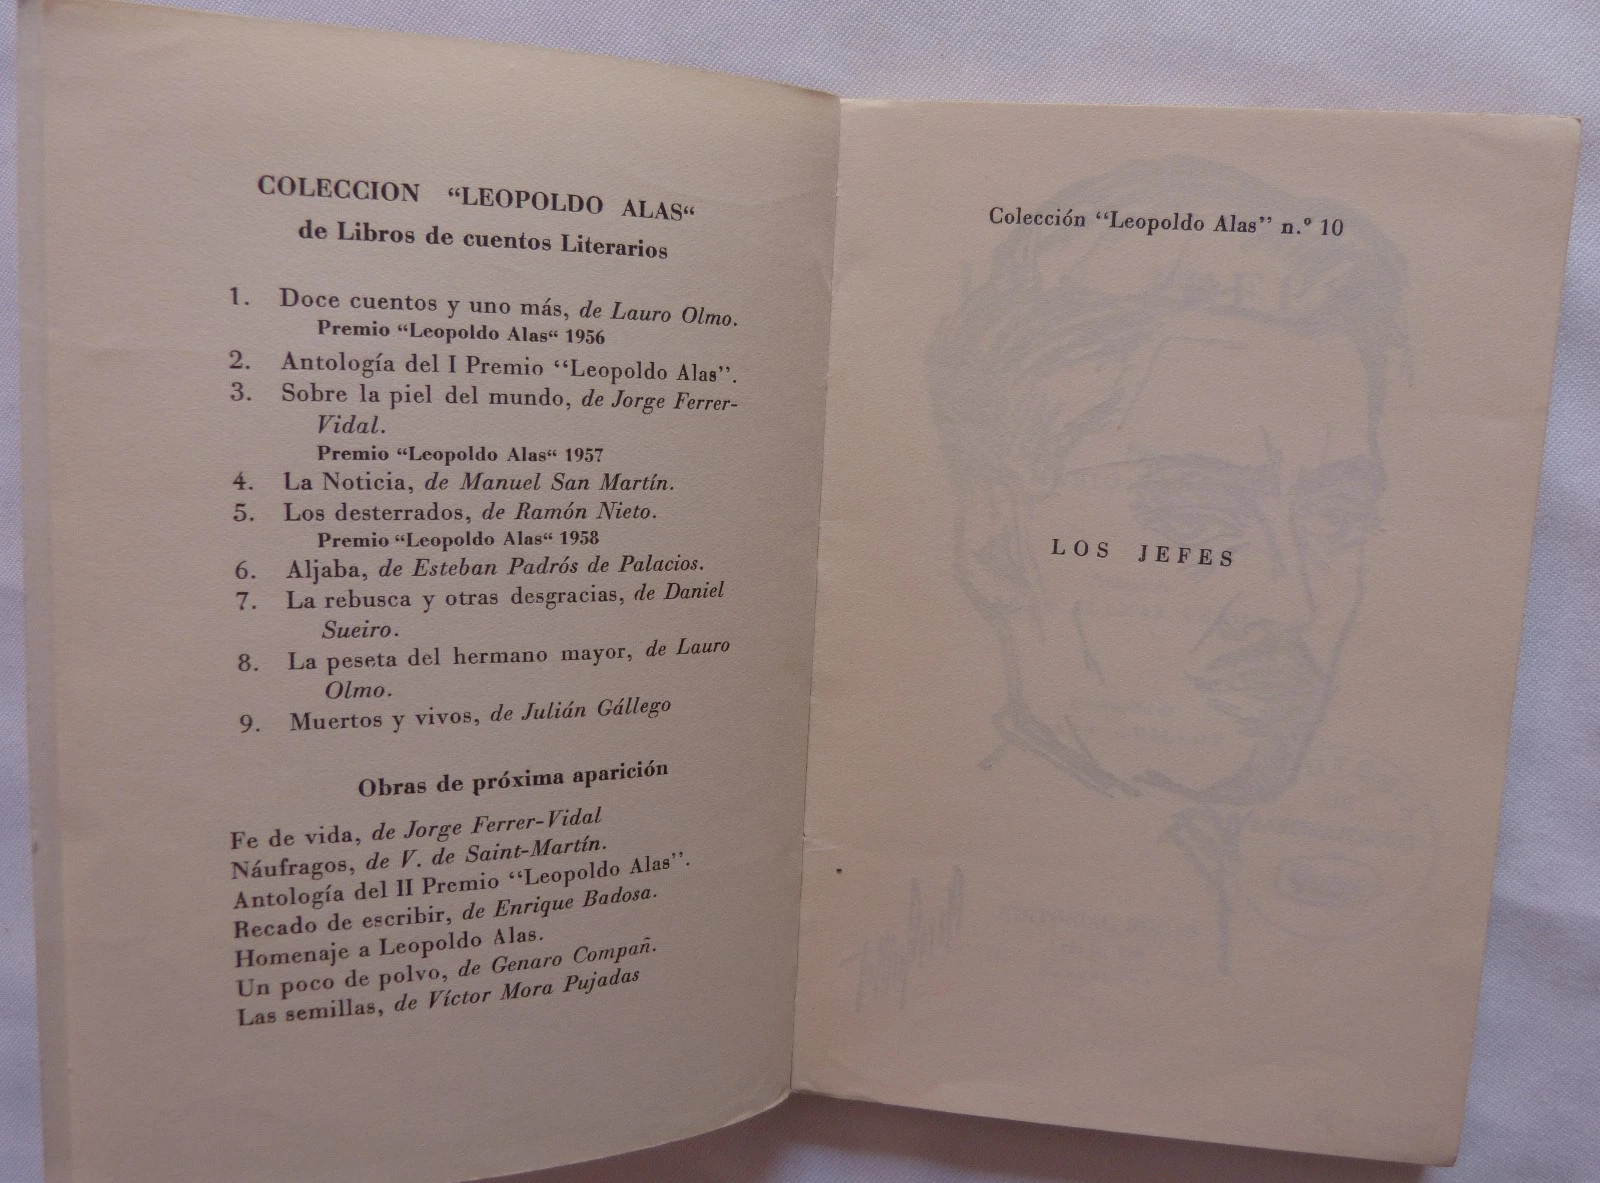 COLECCION “LEOPOLDO ALAS“
de Libros de cuentos Literarios
1. Doce cuentos y uno más, de Lauro Olmo.
Premio “Leopoldo Alas“ 1956
2. Antología del I Premio “Leopoldo Alas”.
3. Sobre la piel del mundo, de Jorge Ferrer-
Vidal.
Premio “Leopoldo Alas“ 1957
4. La Noticia, de Manuel San Martín.
5. Los desterrados, de Ramón Nieto.
Premio “Leopoldo Alas“ 1958
6. Aljaba, de Esteban Padrós de Palacios.
7. La rebusca y otras desgracias, de Daniel
Sueiro.
8. La peseta del hermano mayor, de Lauro
Olmo.
9. Muertos y vivos, de Julián Gállego
Obras de próxima aparición
Fe de vida, de Jorge Ferrer-Vidal
Náufragos, de V. de Saint-Martín.
Antología del II Premio “Leopoldo Alas”.
Recado de escribir, de Enrique Badosa.
Homenaje a Leopoldo Alas.
Un poco de polvo, de Genaro Compañ.
Las semillas, de Víctor Mora Pujadas
Colección “Leopoldo Alas” n.º 10
LOS JEFES